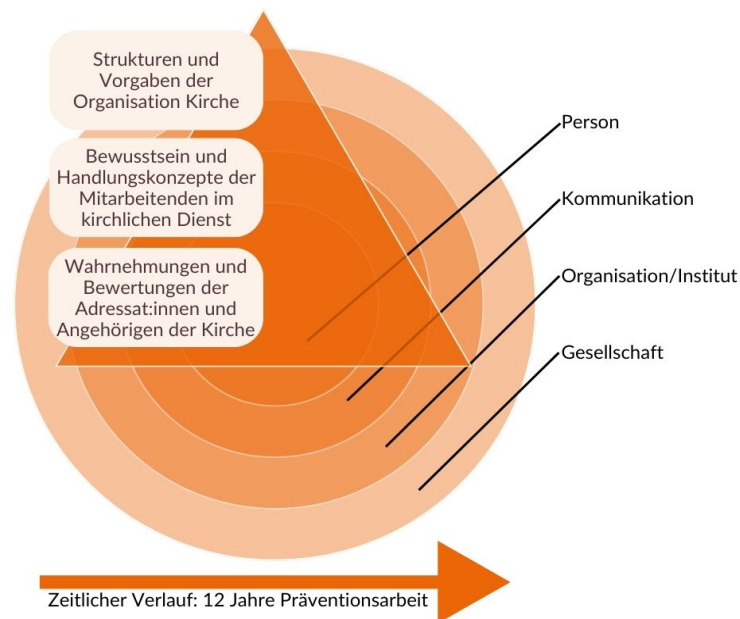 Strukturen und
Vorgaben der
Organisation Kirche
Bewusstsein und
Handlungskonzepte der
Mitarbeitenden im
kirchlichen Dienst
Wahrnehmungen und
Bewertungen der
Adressat:innen und
Angehörigen der Kirche
Person
Kommunikation
Organisation/Institut
Gesellschaft
Zeitlicher Verlauf: 12 Jahre Präventionsarbeit